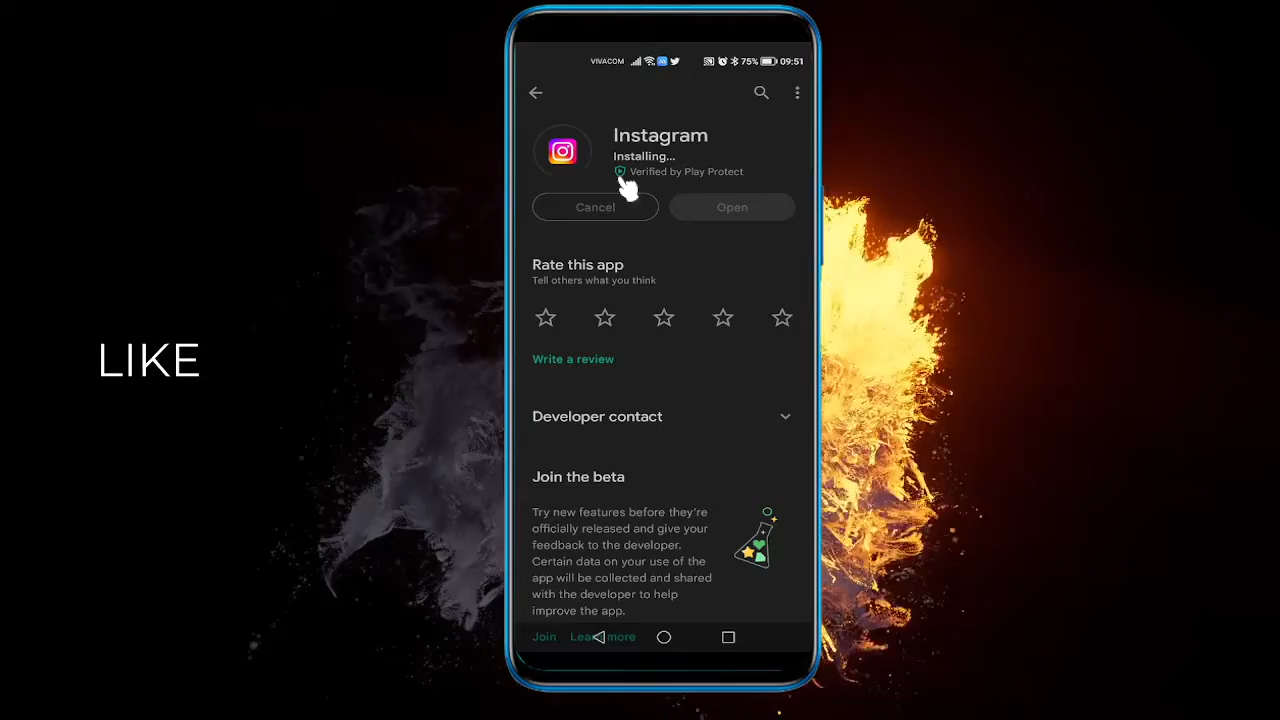 VIVACOM 75% 09:51
Instagram
Installing...
Verified by Play Protect
Cancel Open
Rate this app
Tell others what you think
Write a review
LIKE
Developer contact
Join the beta
Try new features before they're
officially released and give your
feedback to the developer.
Certain data on your use of the
app will be collected and shared
with the developer to help
improve the app.
Join Learn more